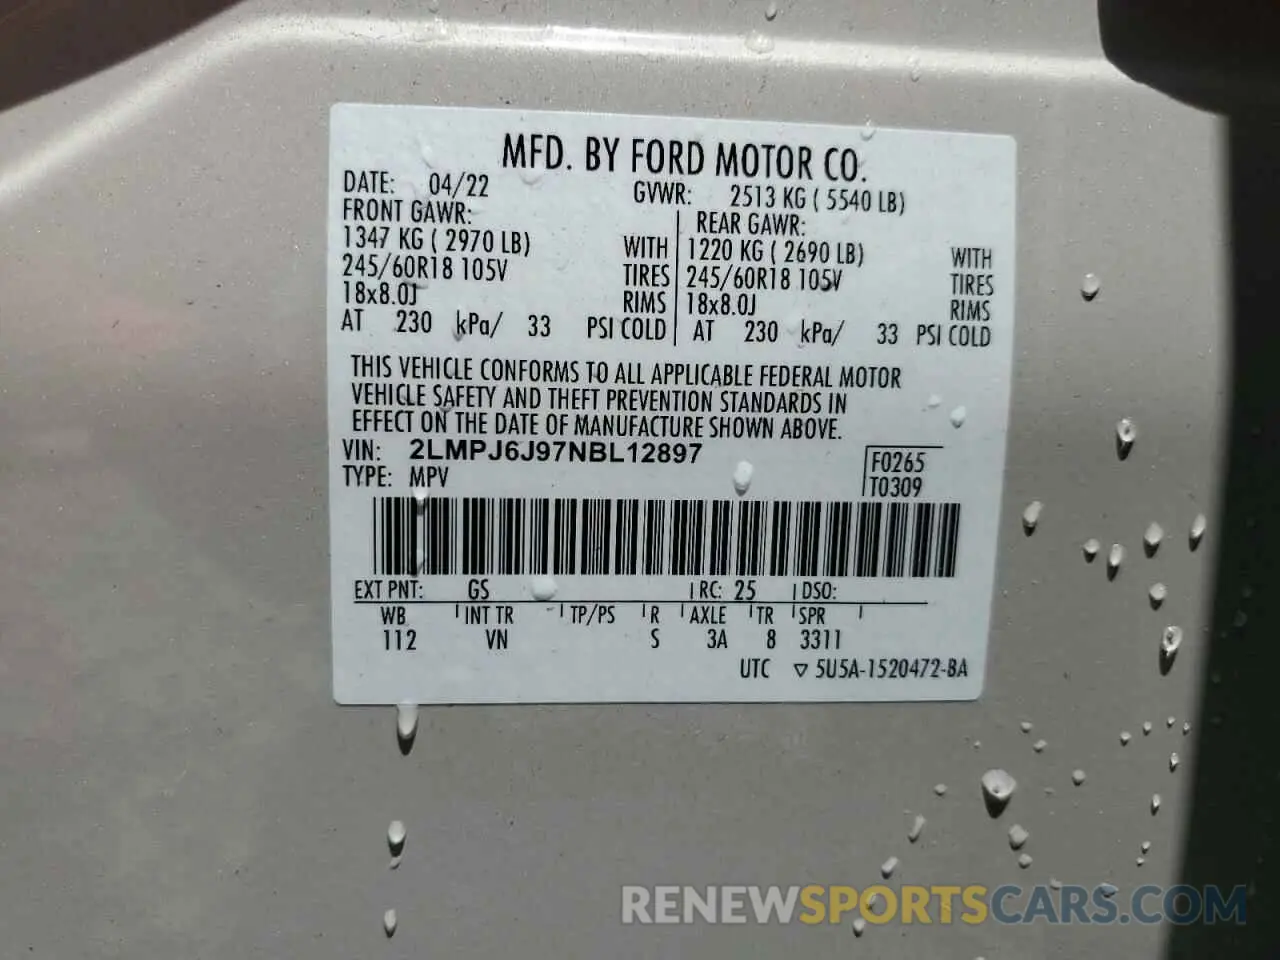 MFD. BY FORD MOTOR CO.
DATE: 04/22 GVWR: 2513 KG ( 5540 LB)
FRONT GAWR: REAR GAWR:
1347 KG ( 2970 LB) WITH 1220 KG ( 2690 LB) WITH
245/60R18 105V TIRES 245/60R18 105V TIRES
18x8.0J RIMS 18x8.0J RIMS
AT 230 kPa/ 33 PSI COLD AT 230 kPa/ 33 PSI COLD
THIS VEHICLE CONFORMS TO ALL APPLICABLE FEDERAL MOTOR
VEHICLE SAFETY AND THEFT PREVENTION STANDARDS IN
EFFECT ON THE DATE OF MANUFACTURE SHOWN ABOVE.
VIN: 2LMPJ6J97NBL12897 F0265
TYPE: MPV T0309
EXT PNT: GS RC: 25 DSO:
WB INT TR TP/PS R AXLE TR SPR
112 VN S 3A 8 3311
UTC ▽ 5U5A-1520472-BA
RENEWSPORTSCARS.COM